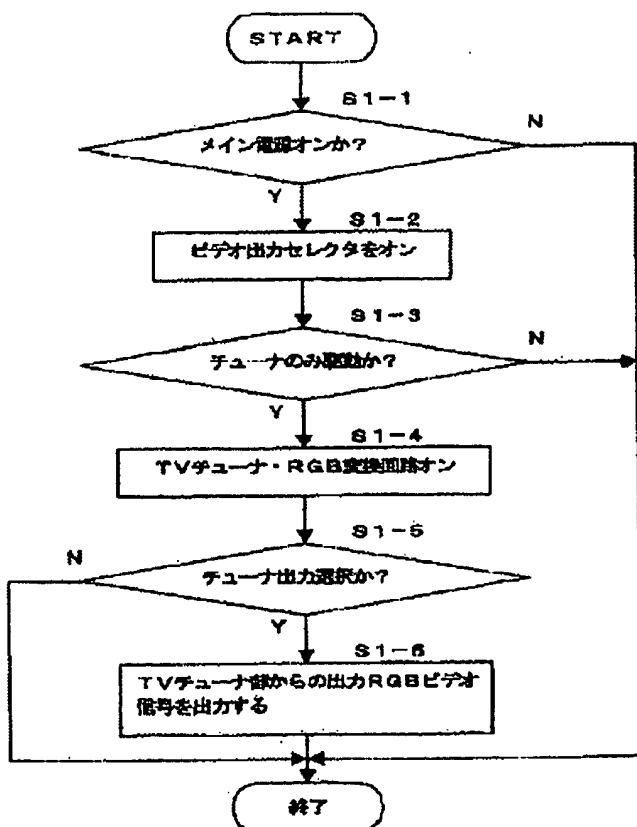 START
S1-1
メイン電源オンか?
N
Y
S1-2
ビデオ出力セレクタをオン
S1-3
チューナのみ駆動か?
N
Y
S1-4
TVチューナ・RGB変換回路オン
S1-5
N
チューナ出力選択か?
Y
S1-6
TVチューナ部からの出力RGBビデオ
信号を出力する
終了